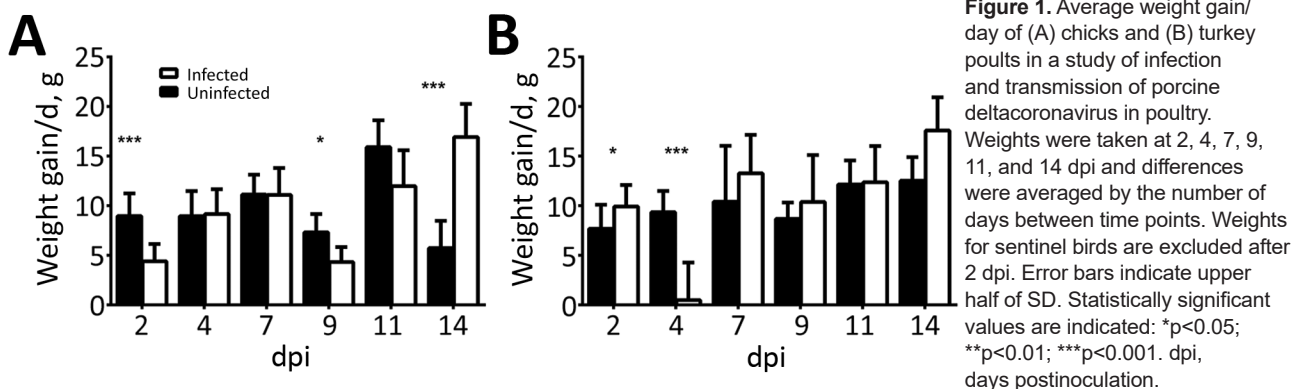 A
Weight gain/d, g
25
20
15
10
5
0
Infected
Uninfected
***
*
***
2 4 7 9 11 14
dpi
B
Weight gain/d, g
25
20
15
10
5
0
*
***
2 4 7 9 11 14
dpi
Figure 1. Average weight gain/
day of (A) chicks and (B) turkey
poults in a study of infection
and transmission of porcine
deltacoronavirus in poultry.
Weights were taken at 2, 4, 7, 9,
11, and 14 dpi and differences
were averaged by the number of
days between time points. Weights
for sentinel birds are excluded after
2 dpi. Error bars indicate upper
half of SD. Statistically significant
values are indicated: *p<0.05;
**p<0.01; ***p<0.001. dpi,
days postinoculation.